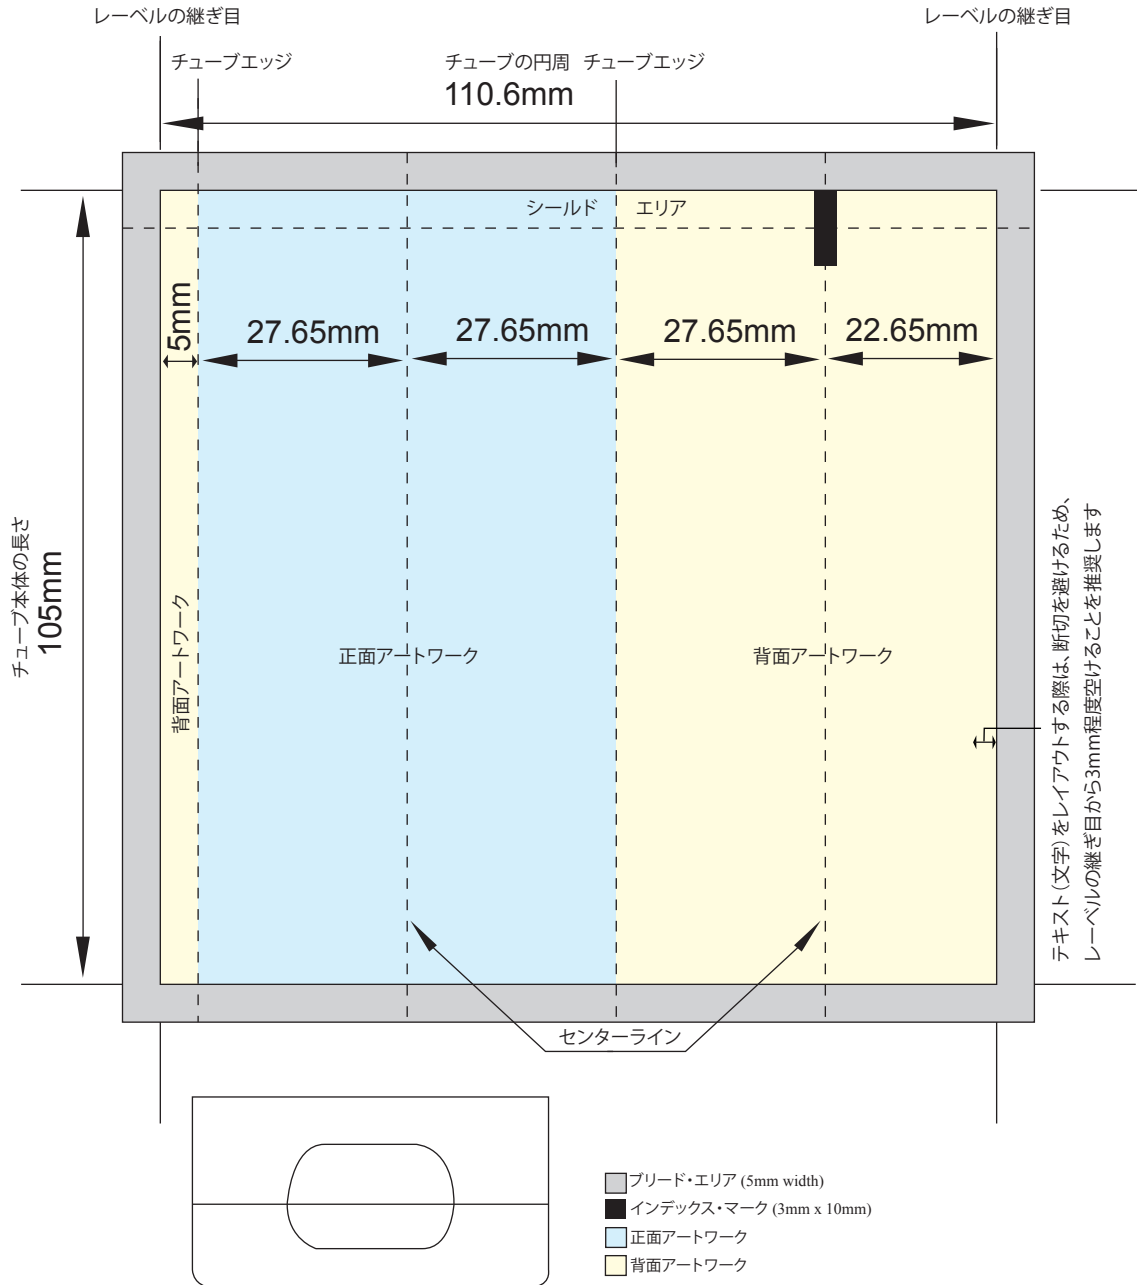 レーベルの継ぎ目
レーベルの継ぎ目
チューブエッジ
チューブの円周
チューブエッジ
110.6mm
シールド
エリア
5mm
27.65mm
27.65mm
27.65mm
22.65mm
チューブ本体の長さ
105mm
背面アートワーク
正面アートワーク
背面アートワーク
テキスト(文字)をレイアウトする際は、断切を避けるため、
レーベルの継ぎ目から3mm程度空けることを推奨します
センターライン
ブリード・エリア (5mm width)
インデックス・マーク (3mm x 10mm)
正面アートワーク
背面アートワーク